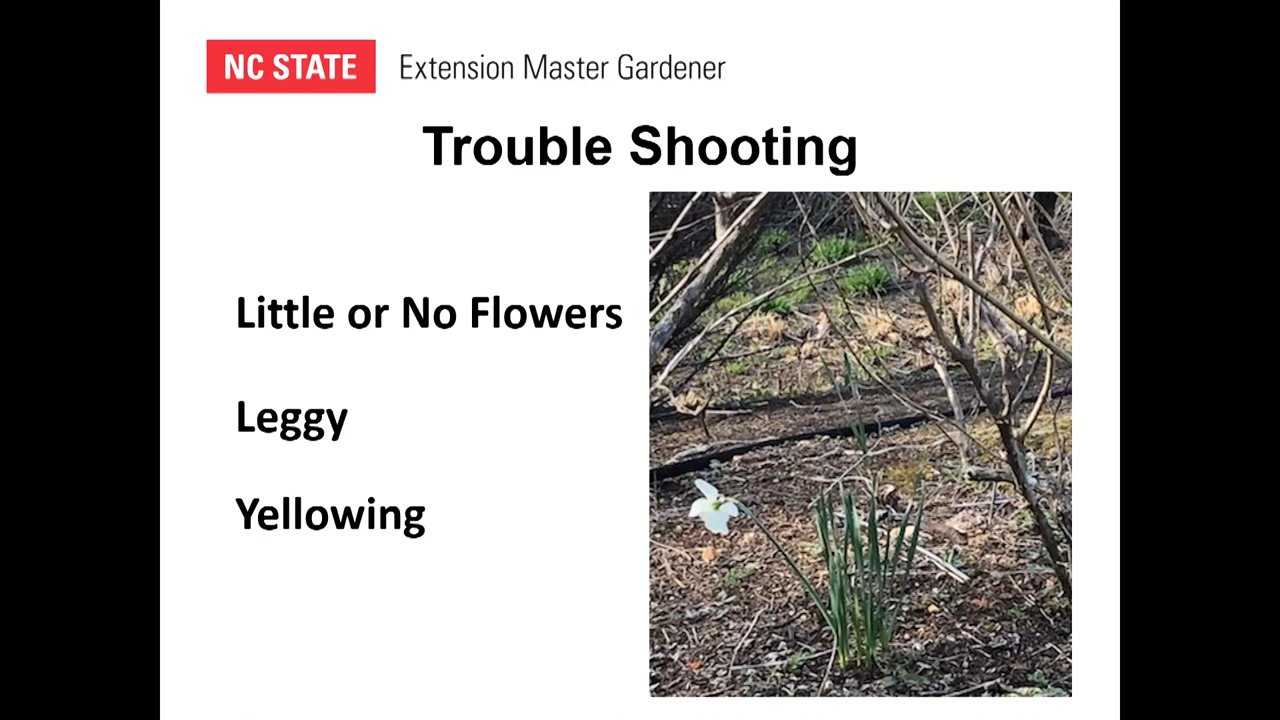 NC STATE Extension Master Gardener
Trouble Shooting
Little or No Flowers
Leggy
Yellowing